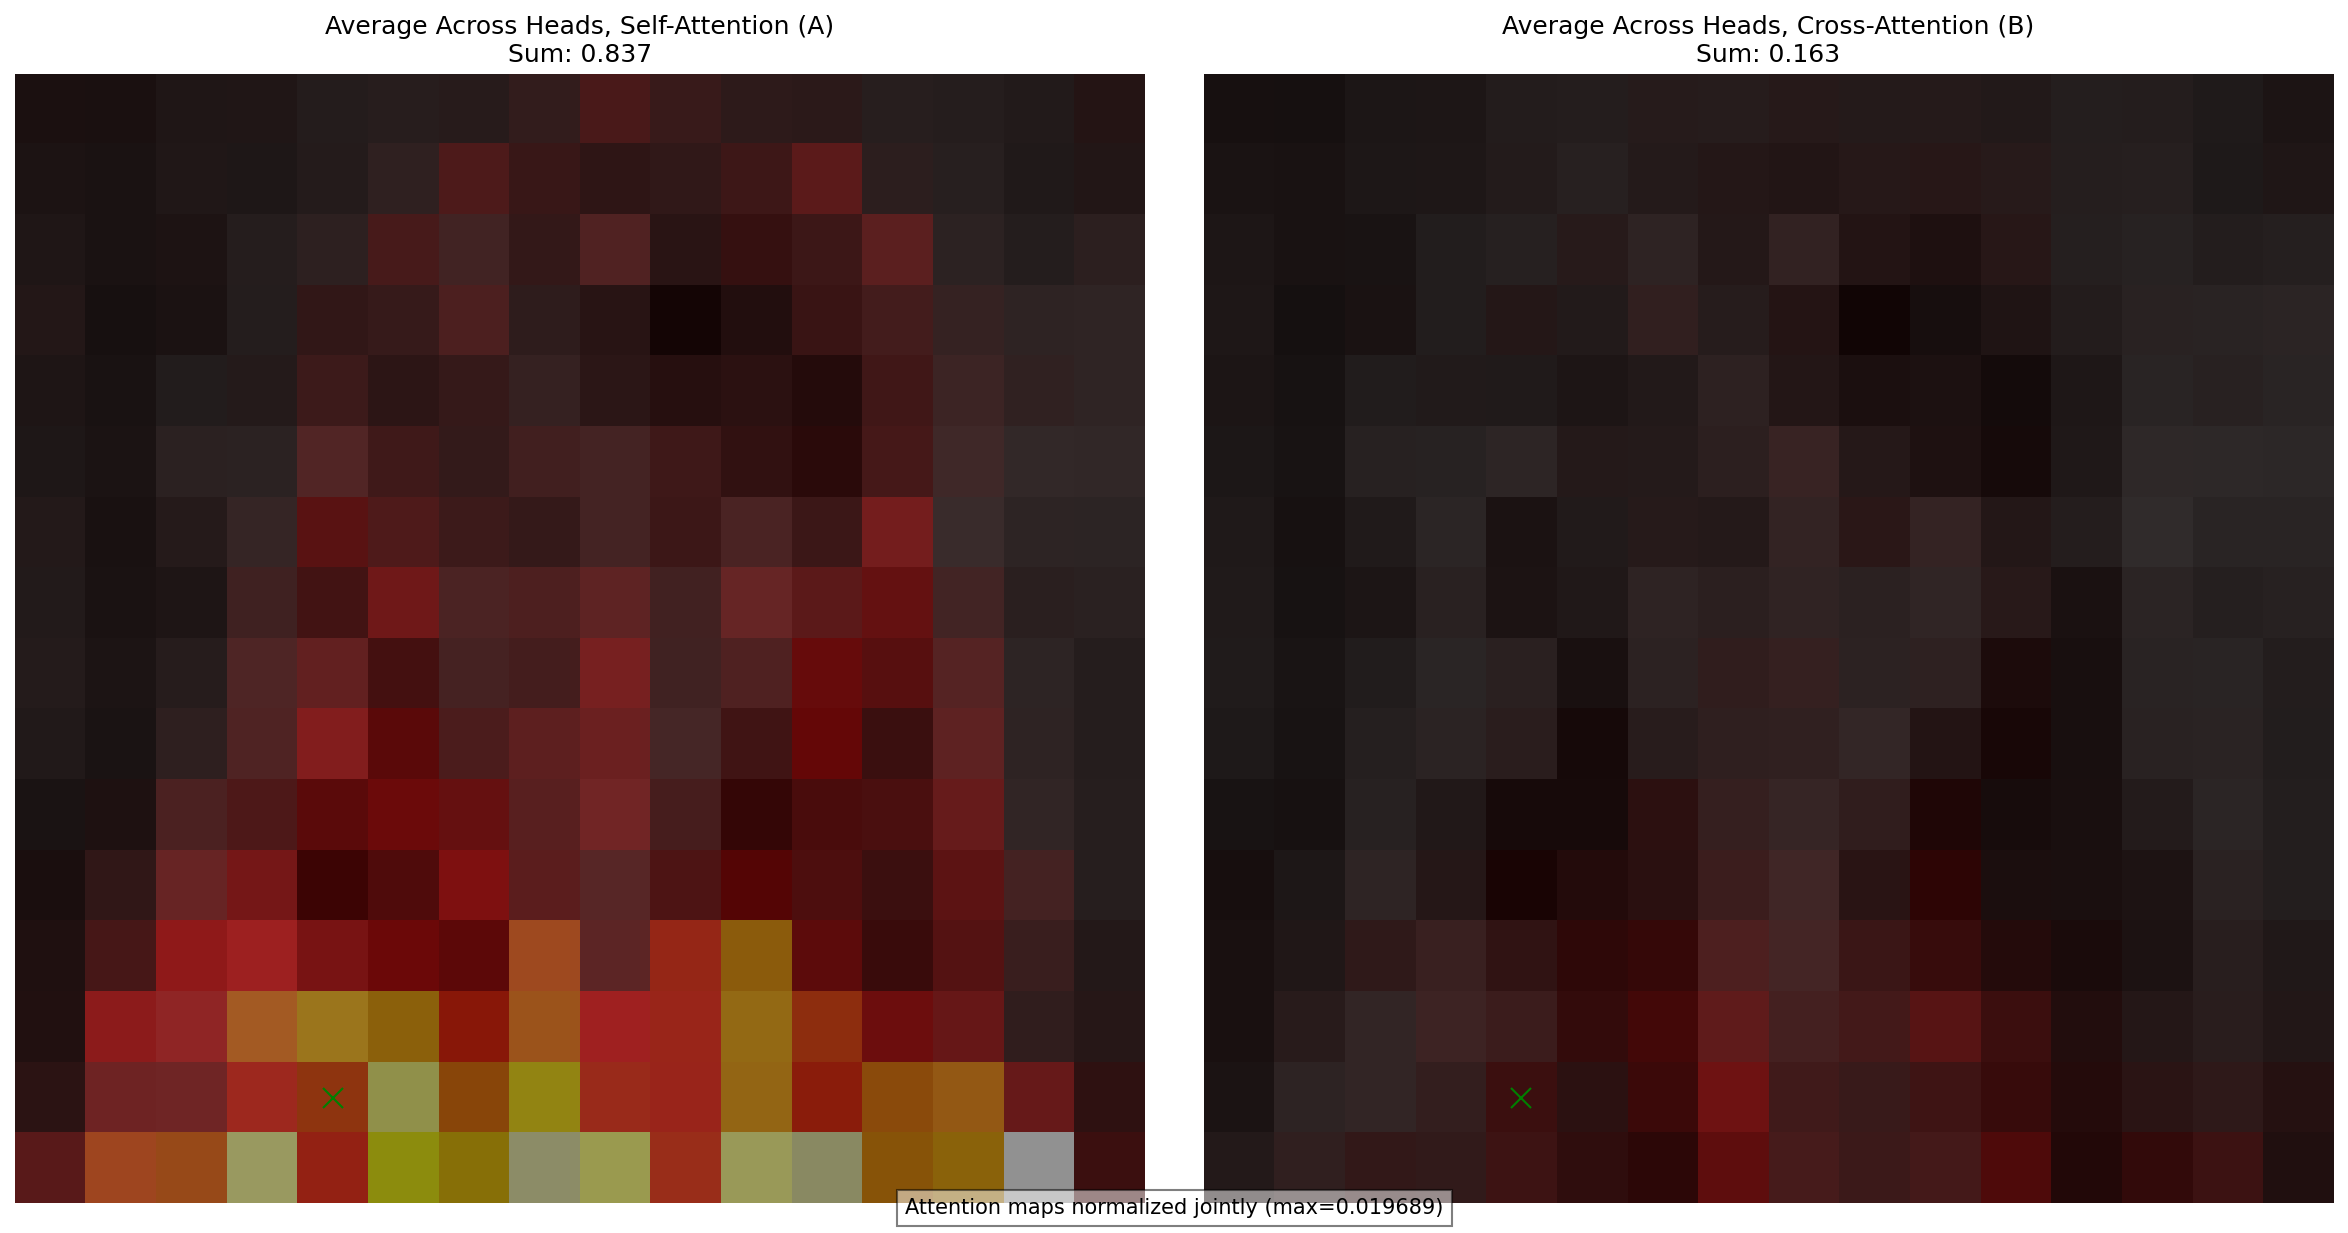 Average Across Heads, Self-Attention (A)
Sum: 0.837
Average Across Heads, Cross-Attention (B)
Sum: 0.163
Attention maps normalized jointly (max=0.019689)